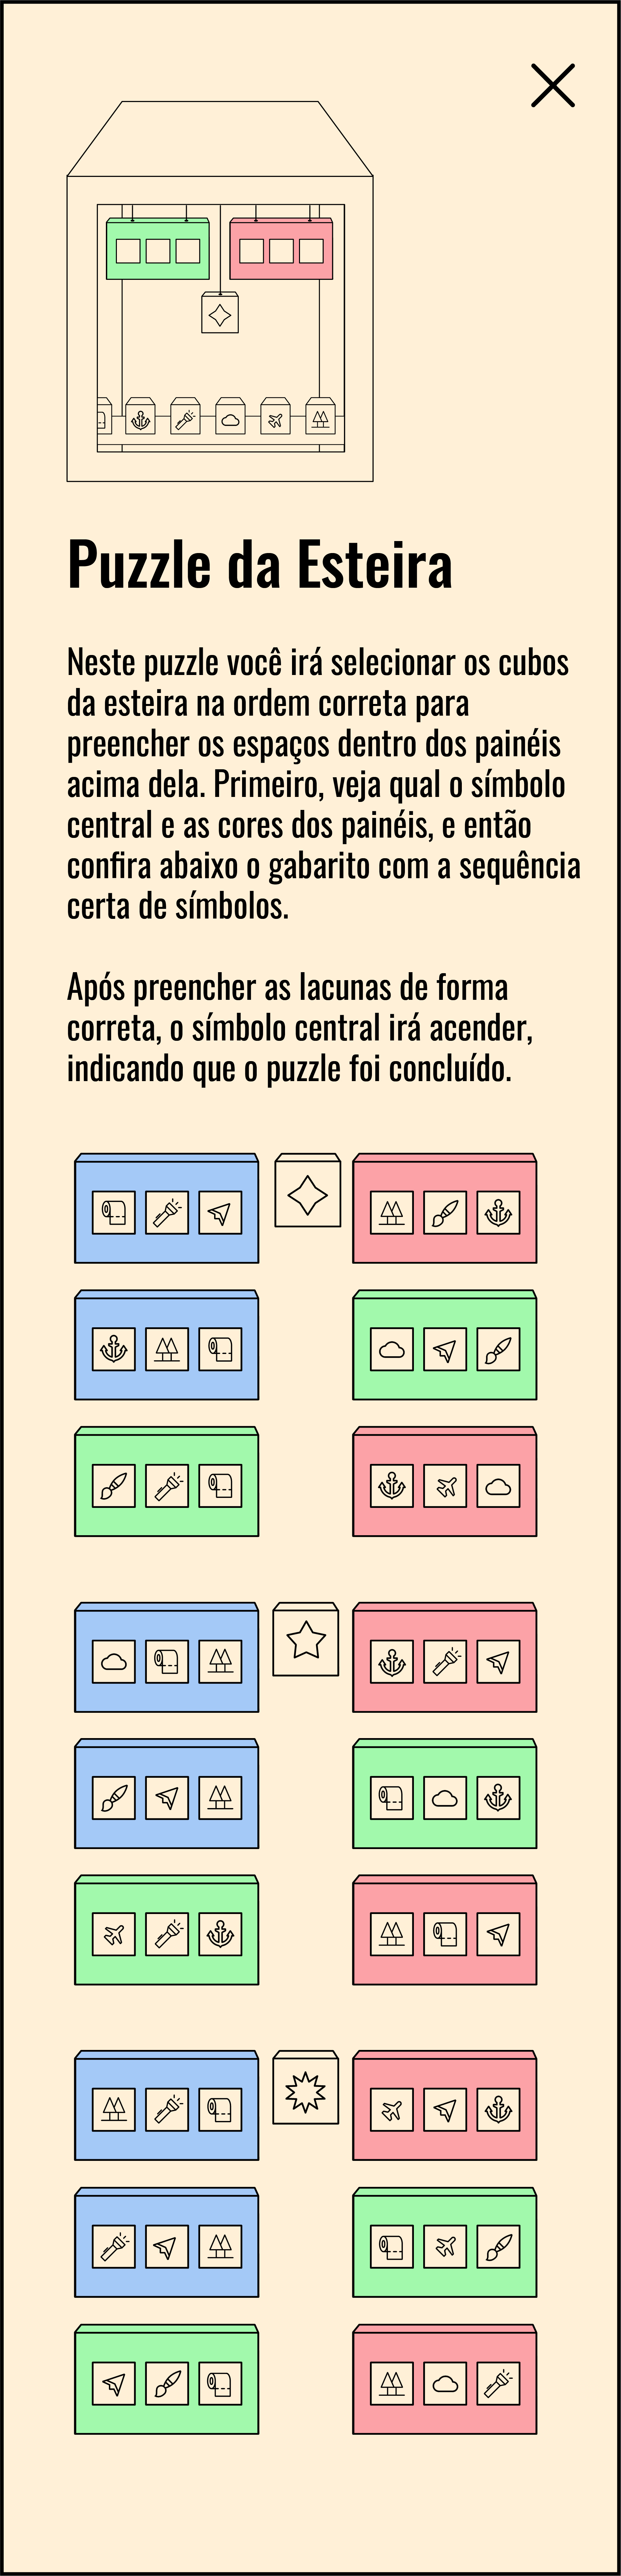 Puzzle da Esteira
Neste puzzle você irá selecionar os cubos
da esteira na ordem correta para
preencher os espaços dentro dos painéis
acima dela. Primeiro, veja qual o símbolo
central e as cores dos painéis, e então
confira abaixo o gabarito com a sequência
certa de símbolos.
Após preencher as lacunas de forma
correta, o símbolo central irá acender,
indicando que o puzzle foi concluído.